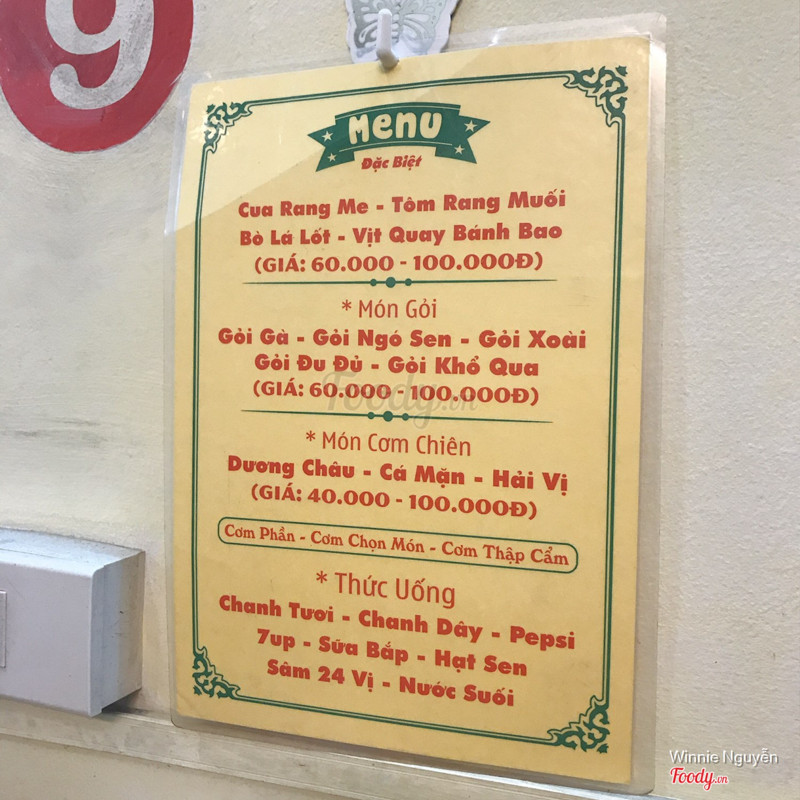 9
Menu
Đặc Biệt
Cua Rang Me - Tôm Rang Muối
Bò Lá Lốt - Vịt Quay Bánh Bao
(GIÁ: 60.000 - 100.000Đ)
* Món Gỏi
Gỏi Gà - Gỏi Ngó Sen - Gỏi Xoài
Gỏi Đu Đủ - Gỏi Khổ Qua
(GIÁ: 60.000 - 100.000Đ)
Foody.vn
* Món Cơm Chiên
Dương Châu - Cá Mặn - Hải Vị
(GIÁ: 40.000 - 100.000Đ)
Cơm Phần - Cơm Chọn Món - Cơm Thập Cẩm
* Thức Uống
Chanh Tươi - Chanh Dây - Pepsi
7up - Sữa Bắp - Hạt Sen
Sâm 24 Vị - Nước Suối
Winnie Nguyễn
Foody.vn